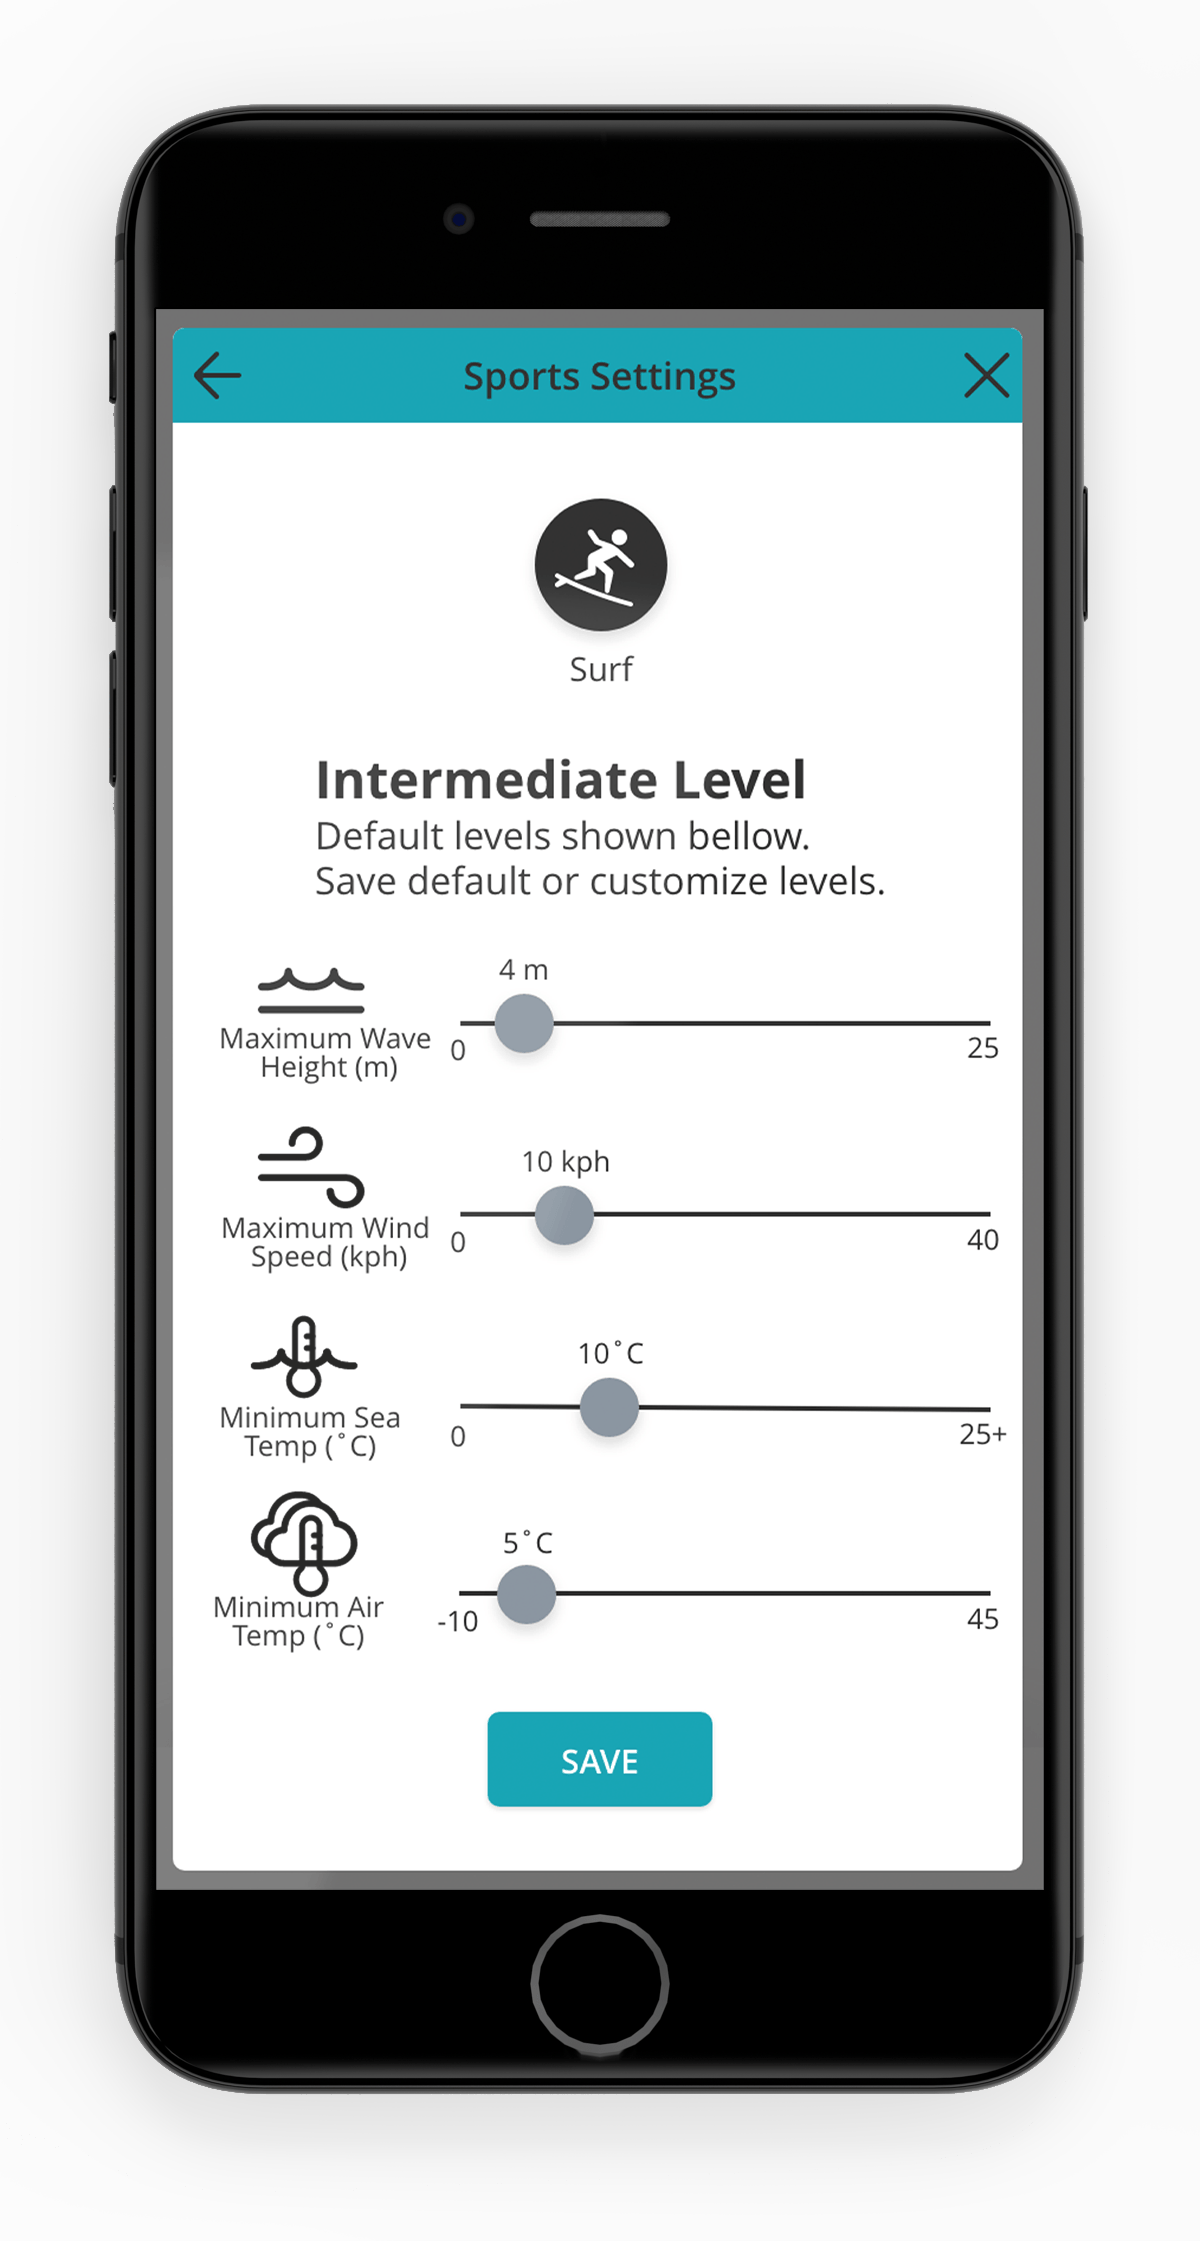 Sports Settings
Surf
Intermediate Level
Default levels shown bellow.
Save default or customize levels.
4 m
Maximum Wave
Height (m)
0
25
10 kph
Maximum Wind
Speed (kph)
0
40
10˚C
Minimum Sea
Temp (˚C)
0
25+
5˚C
Minimum Air
Temp (˚C)
-10
45
SAVE